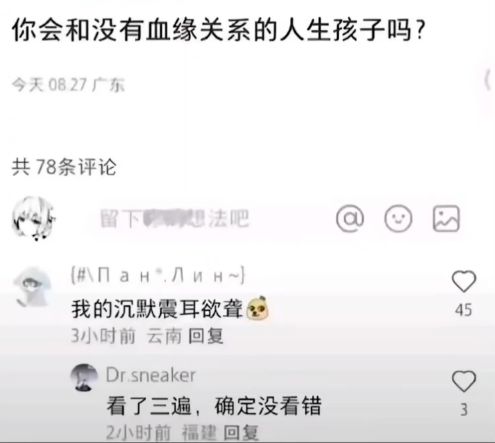 你会和没有血缘关系的人生孩子吗？
今天 08:27 广东
共 78条评论
留下想法吧
{#\П а н*.Л и н~}
我的沉默震耳欲聋
45
3小时前 云南 回复
Dr.sneaker
看了三遍，确定没看错
3
2小时前 福建 回复